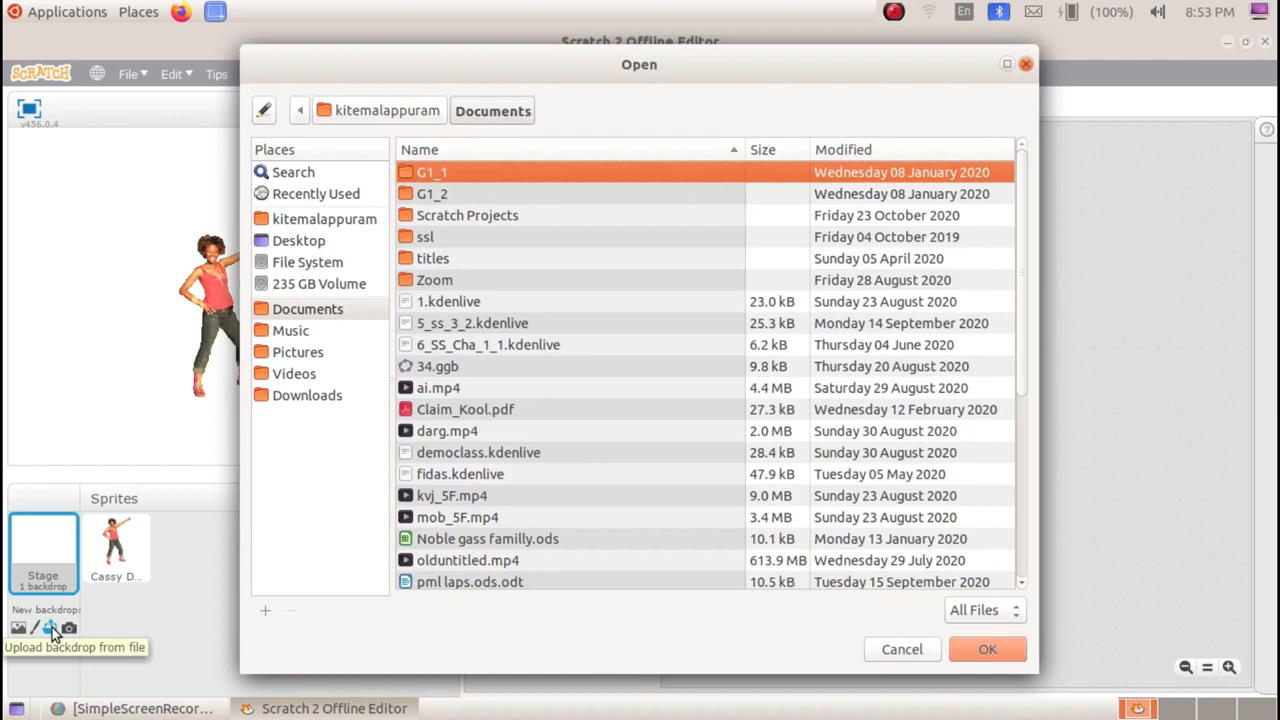 Applications Places En (100%) 8:53 PM
Scratch 2 Offline Editor
SCRATCH File Edit Tips
v456.0.4
Open
kitemalappuram Documents
Places Name Size Modified
Search
Recently Used
kitemalappuram
Desktop
File System
235 GB Volume
Documents
Music
Pictures
Videos
Downloads
G1_1 Wednesday 08 January 2020
G1_2 Wednesday 08 January 2020
Scratch Projects Friday 23 October 2020
ssl Friday 04 October 2019
titles Sunday 05 April 2020
Zoom Friday 28 August 2020
1.kdenlive 23.0 kB Sunday 23 August 2020
5_ss_3_2.kdenlive 25.3 kB Monday 14 September 2020
6_SS_Cha_1_1.kdenlive 6.2 kB Thursday 04 June 2020
34.ggb 9.8 kB Thursday 20 August 2020
ai.mp4 4.4 MB Saturday 29 August 2020
Claim_Kool.pdf 27.3 kB Wednesday 12 February 2020
darg.mp4 2.0 MB Sunday 30 August 2020
democlass.kdenlive 28.4 kB Sunday 30 August 2020
fidas.kdenlive 47.9 kB Tuesday 05 May 2020
kvj_5F.mp4 9.0 MB Sunday 23 August 2020
mob_5F.mp4 3.4 MB Sunday 23 August 2020
Noble gass familly.ods 10.1 kB Monday 13 January 2020
olduntitled.mp4 613.9 MB Wednesday 29 July 2020
pml laps.ods.odt 10.5 kB Tuesday 15 September 2020
All Files
Cancel OK
Sprites
Stage
1 backdrop
Cassy D...
New backdrop:
Upload backdrop from file
[SimpleScreenRecor... Scratch 2 Offline Editor